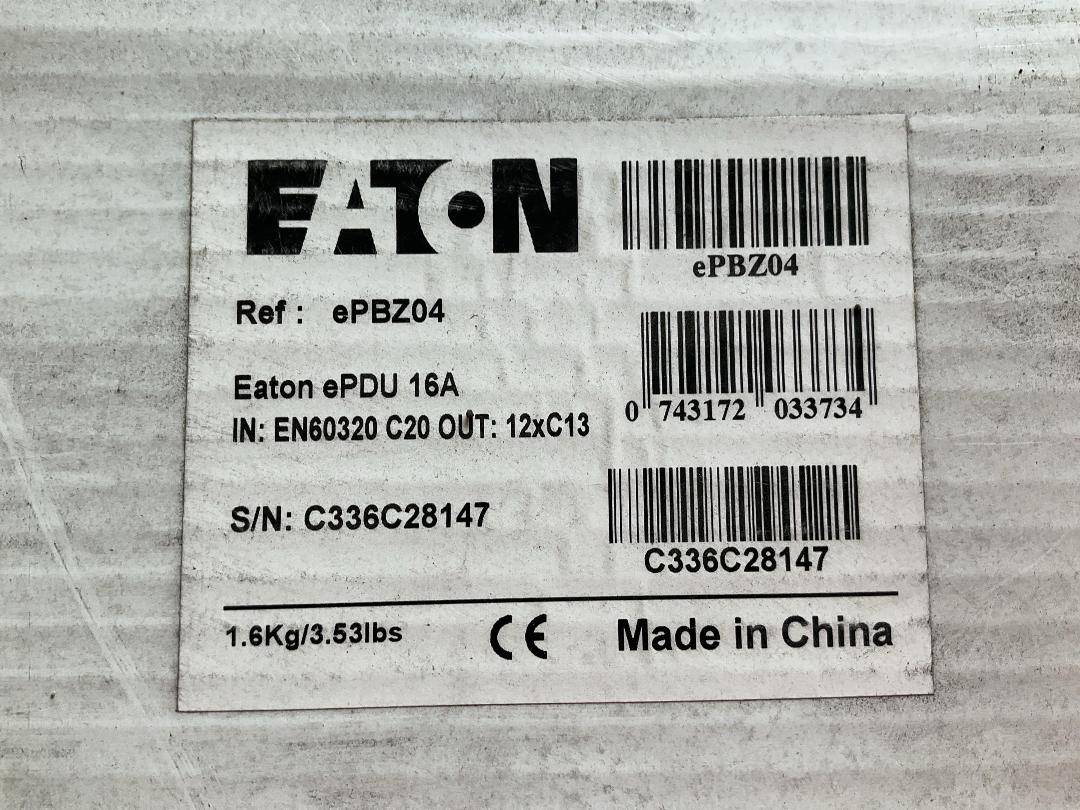 EATON
ePBZ04
Ref : ePBZ04
Eaton ePDU 16A
IN: EN60320 C20 OUT: 12xC13
0 743172 033734
S/N: C336C28147
C336C28147
1.6Kg/3.53lbs
CE
Made in China